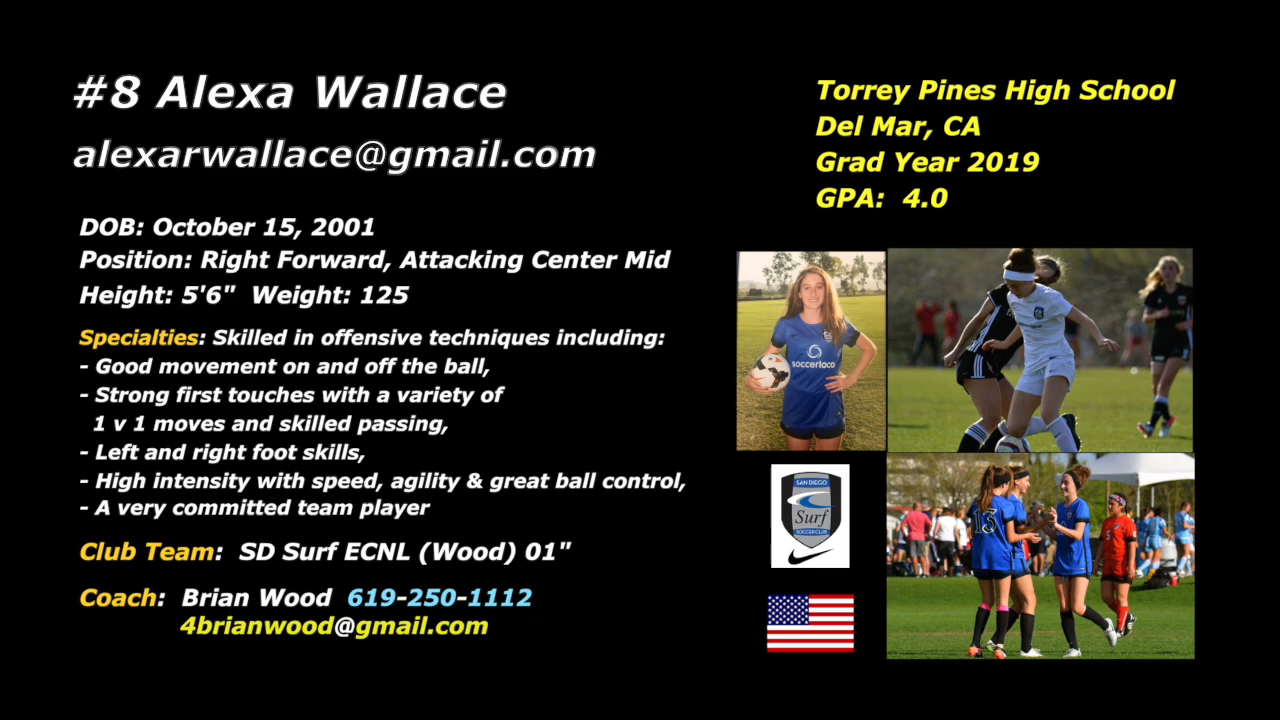 #8 Alexa Wallace
alexarwallace@gmail.com
Torrey Pines High School
Del Mar, CA
Grad Year 2019
GPA:  4.0
DOB: October 15, 2001
Position: Right Forward, Attacking Center Mid
Height: 5'6"  Weight: 125
Specialties: Skilled in offensive techniques including:
- Good movement on and off the ball,
- Strong first touches with a variety of
1 v 1 moves and skilled passing,
- Left and right foot skills,
- High intensity with speed, agility & great ball control,
- A very committed team player
Club Team:  SD Surf ECNL (Wood) 01"
Coach:  Brian Wood  619-250-1112
4brianwood@gmail.com
soccerloco
SAN DIEGO
Surf
SOCCER CLUB
13